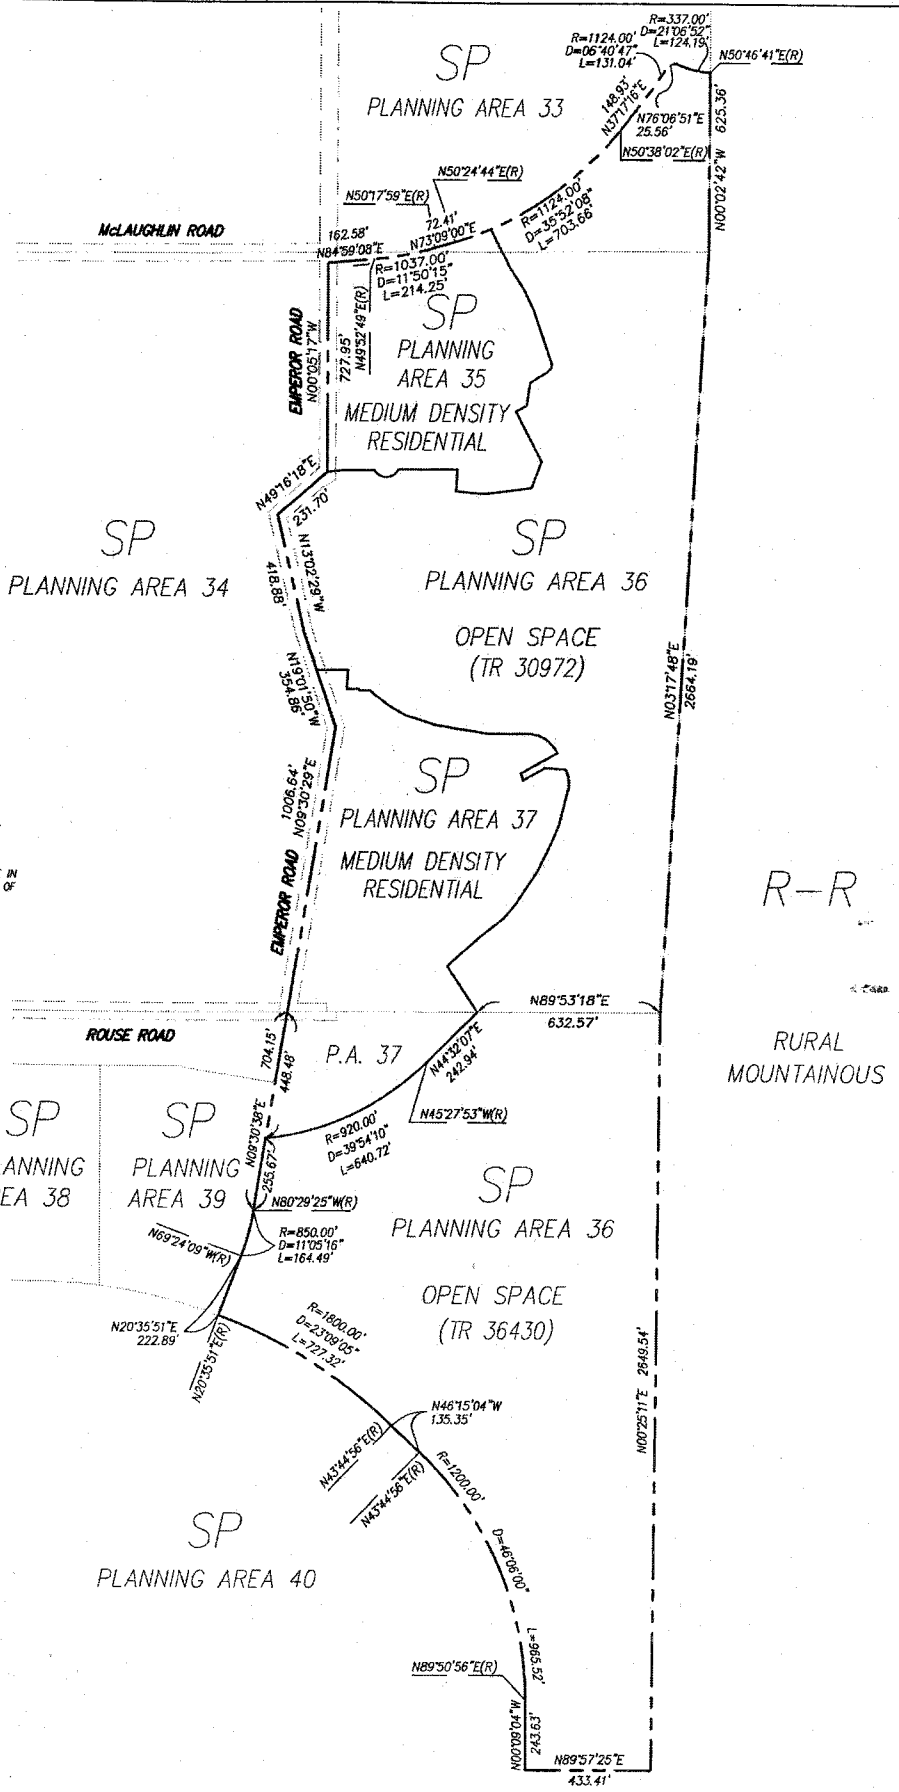 R=337.00'
D=21°06'52"
L=124.19'
R=1124.00'
D=06°40'47"
L=131.04'
N50°46'41"E(R)
SP
PLANNING AREA 33
148.93'
N37°17'16"E
N76°06'51"E
25.56'
N50°38'02"E(R)
625.36'
N00°02'42"W
N50°24'44"E(R)
N50°17'59"E(R)
R=1124.00'
D=35°52'08"
L=703.66'
McLAUGHLIN ROAD
162.58'
N84°59'08"E
72.41'
N73°09'00"E
R=1037.00'
D=11°50'15"
L=214.25'
N49°52'49"E(R)
EMPEROR ROAD
N00°05'17"W
727.95'
SP
PLANNING
AREA 35
MEDIUM DENSITY
RESIDENTIAL
N49°16'18"E
231.70'
SP
PLANNING AREA 34
N13°02'29"W
418.88'
SP
PLANNING AREA 36
OPEN SPACE
(TR 30972)
N19°01'50"W
354.86'
N03°17'48"E
2664.19'
SP
PLANNING AREA 37
MEDIUM DENSITY
RESIDENTIAL
1006.64'
N09°30'29"E
EMPEROR ROAD
IN
OF
R-R
RURAL
MOUNTAINOUS
N89°53'18"E
632.57'
ROUSE ROAD
704.15'
448.48'
P.A. 37
N44°32'07"E
242.94'
N45°27'53"W(R)
R=920.00'
D=39°54'10"
L=640.72'
N09°30'38"E
255.67'
SP
ANNING
EA 38
SP
PLANNING
AREA 39
N80°29'25"W(R)
R=850.00'
D=11°05'16"
L=164.49'
N69°24'09"W(R)
SP
PLANNING AREA 36
OPEN SPACE
(TR 36430)
N20°35'51"E
222.89'
N20°35'51"E(R)
R=1800.00'
D=23°09'05"
L=727.32'
N00°25'11"E 2649.54'
N46°15'04"W
135.35'
N43°44'56"E(R)
N43°44'56"E(R)
R=1200.00'
D=46°06'00"
L=965.52'
SP
PLANNING AREA 40
N89°50'56"E(R)
N00°09'04"W
243.63'
N89°57'25"E
433.41'